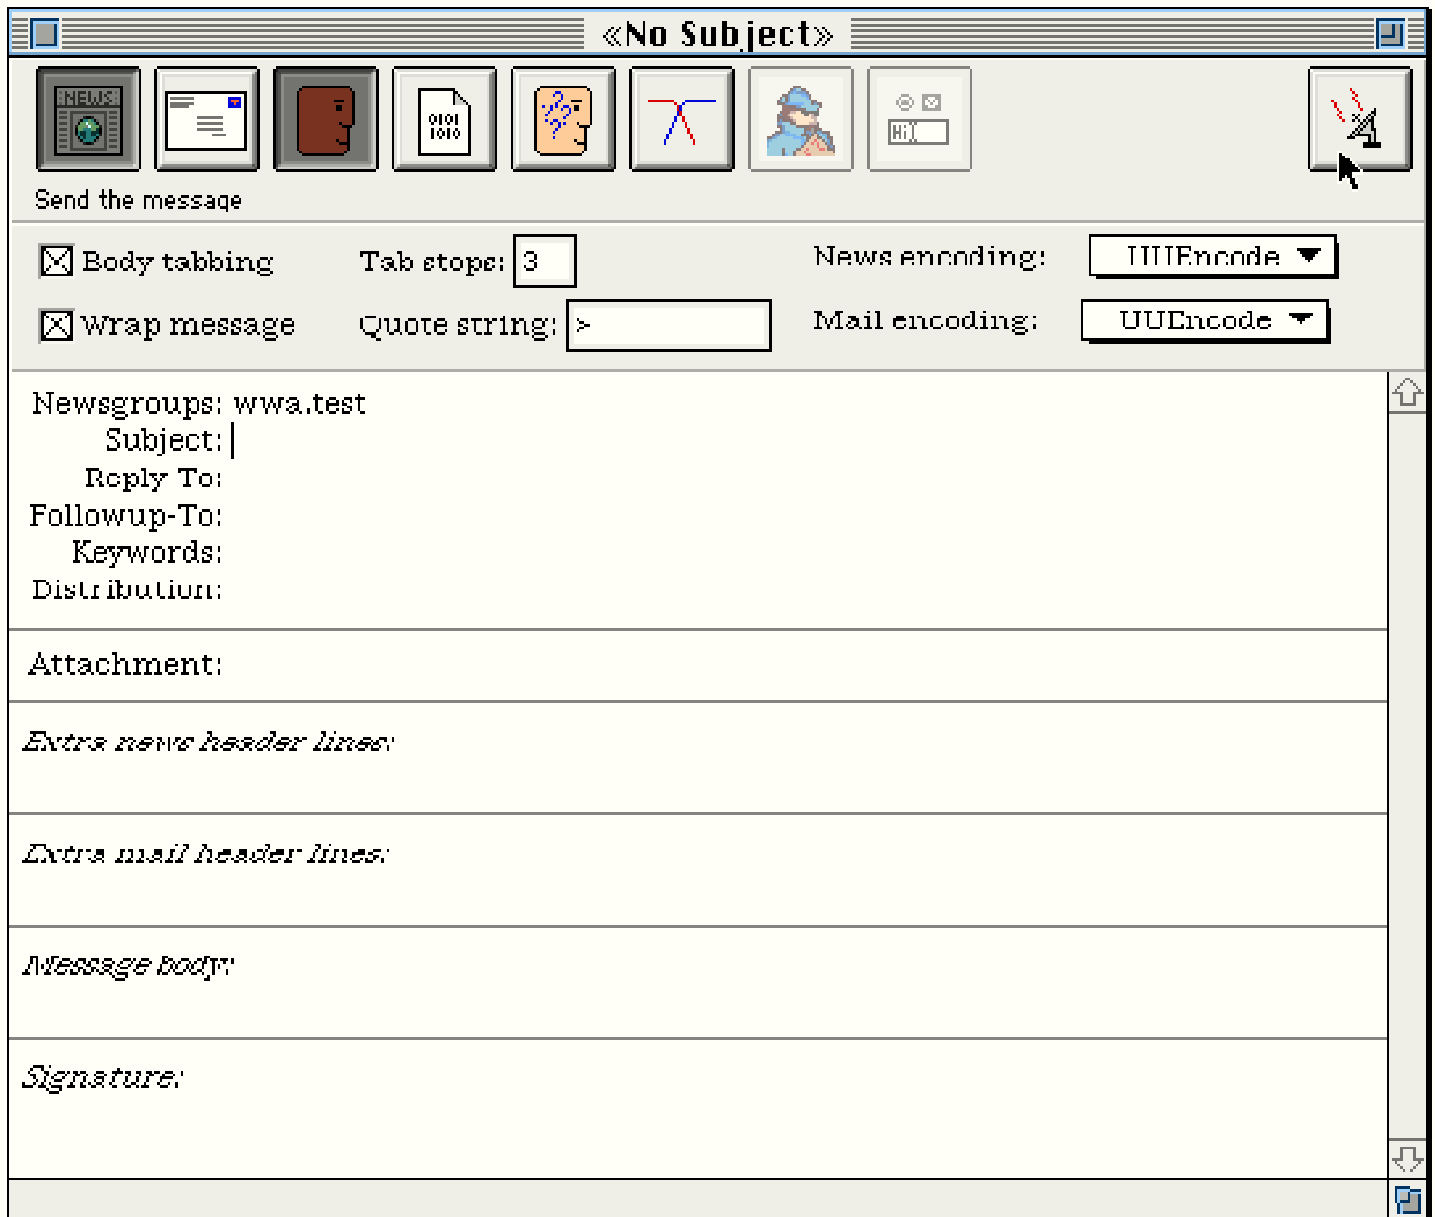 «No Subject»
NEWS
0101
1010
Hi
Send the message
Body tabbing Tab stops: 3 News encoding: UUEncode
Wrap message Quote string: > Mail encoding: UUEncode
Newsgroups: wwa.test
Subject:
Reply-To:
Followup-To:
Keywords:
Distribution:
Attachment:
Extra news header lines:
Extra mail header lines:
Message body:
Signature: